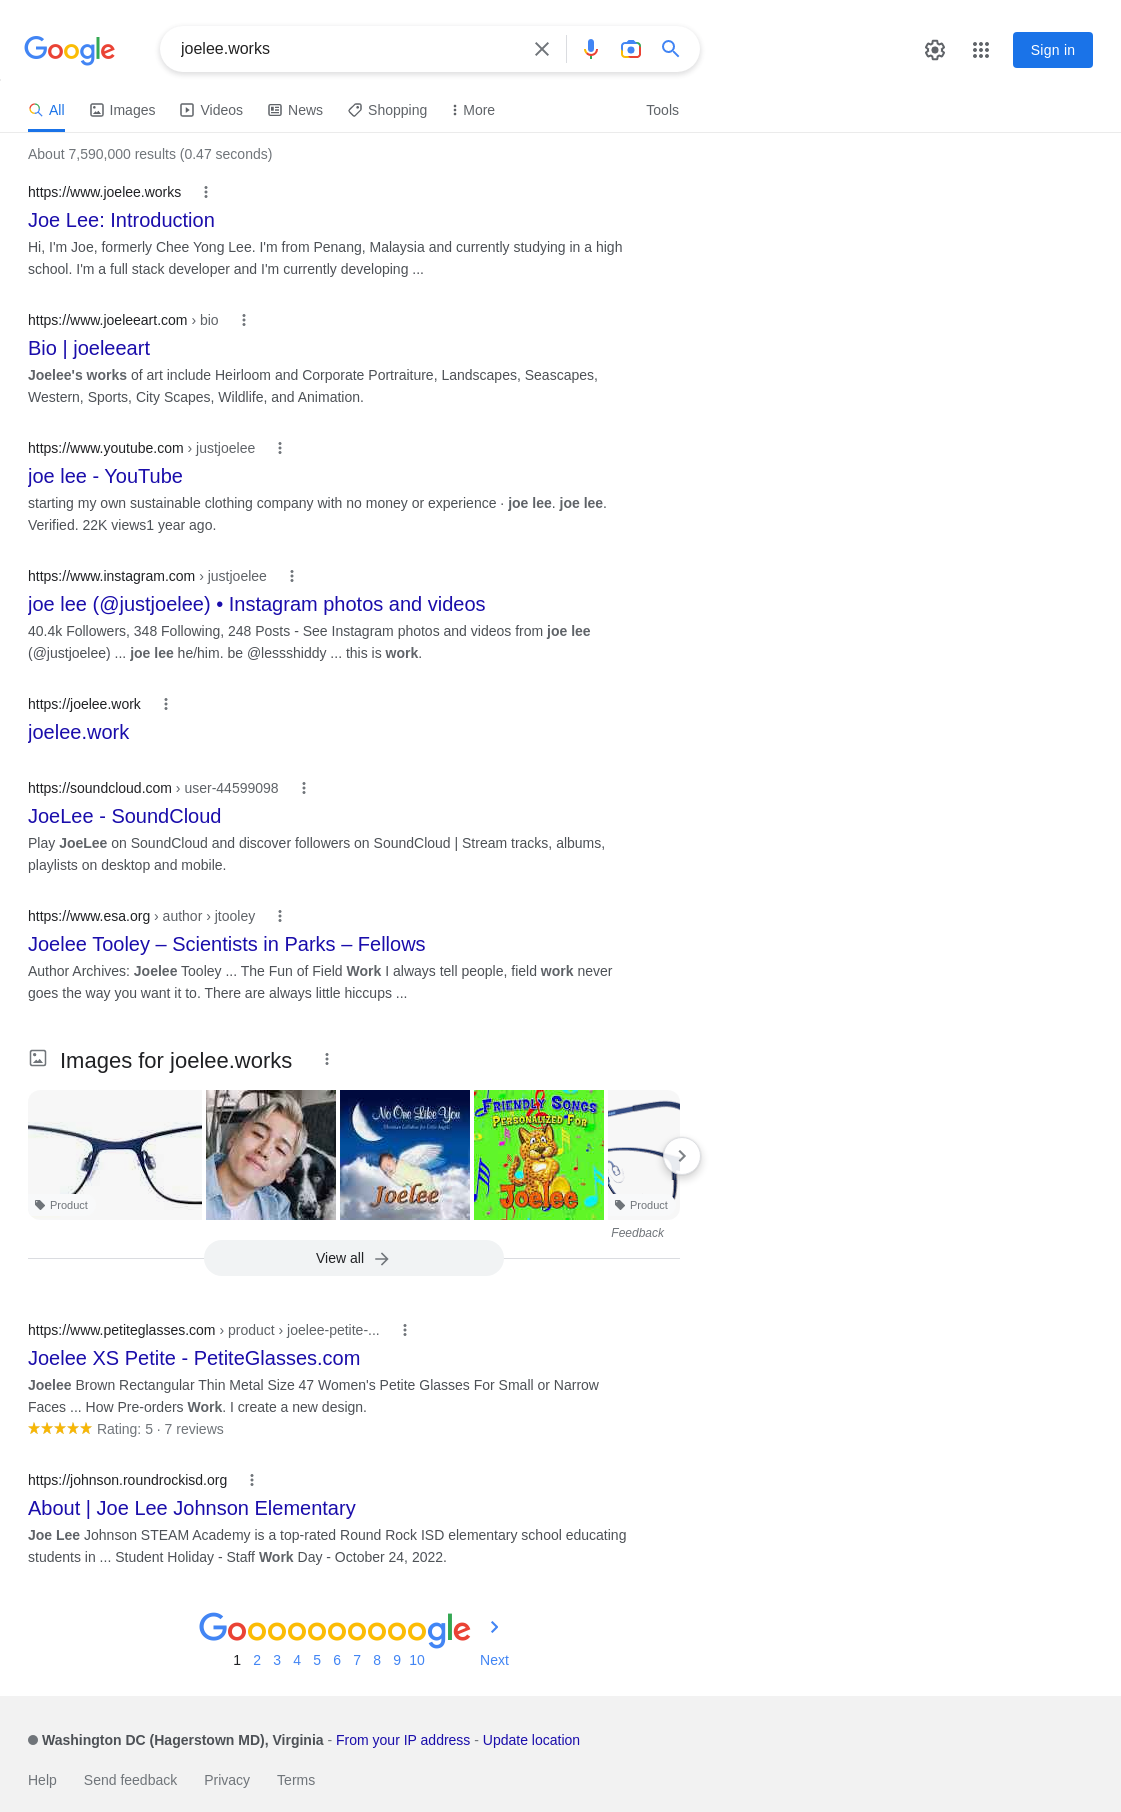 Google
joelee.works
Sign in
All
Images
Videos
News
Shopping
More
Tools
About 7,590,000 results (0.47 seconds)
https://www.joelee.works
Joe Lee: Introduction
Hi, I'm Joe, formerly Chee Yong Lee. I'm from Penang, Malaysia and currently studying in a high
school. I'm a full stack developer and I'm currently developing ...
https://www.joeleeart.com › bio
Bio | joeleeart
Joelee's works of art include Heirloom and Corporate Portraiture, Landscapes, Seascapes,
Western, Sports, City Scapes, Wildlife, and Animation.
https://www.youtube.com › justjoelee
joe lee - YouTube
starting my own sustainable clothing company with no money or experience · joe lee. joe lee.
Verified. 22K views1 year ago.
https://www.instagram.com › justjoelee
joe lee (@justjoelee) • Instagram photos and videos
40.4k Followers, 348 Following, 248 Posts - See Instagram photos and videos from joe lee
(@justjoelee) ... joe lee he/him. be @lessshiddy ... this is work.
https://joelee.work
joelee.work
https://soundcloud.com › user-44599098
JoeLee - SoundCloud
Play JoeLee on SoundCloud and discover followers on SoundCloud | Stream tracks, albums,
playlists on desktop and mobile.
https://www.esa.org › author › jtooley
Joelee Tooley – Scientists in Parks – Fellows
Author Archives: Joelee Tooley ... The Fun of Field Work I always tell people, field work never
goes the way you want it to. There are always little hiccups ...
Images for joelee.works
Product
No One Like You
Christian Lullabies for Little Angels
Joelee
FRIENDLY SONGS
PERSONALIZED FOR
Joelee
Product
Feedback
View all
https://www.petiteglasses.com › product › joelee-petite-...
Joelee XS Petite - PetiteGlasses.com
Joelee Brown Rectangular Thin Metal Size 47 Women's Petite Glasses For Small or Narrow
Faces ... How Pre-orders Work. I create a new design.
Rating: 5 · 7 reviews
https://johnson.roundrockisd.org
About | Joe Lee Johnson Elementary
Joe Lee Johnson STEAM Academy is a top-rated Round Rock ISD elementary school educating
students in ... Student Holiday - Staff Work Day - October 24, 2022.
Goooooooooogle
1 2 3 4 5 6 7 8 9 10 Next
Washington DC (Hagerstown MD), Virginia - From your IP address - Update location
Help
Send feedback
Privacy
Terms